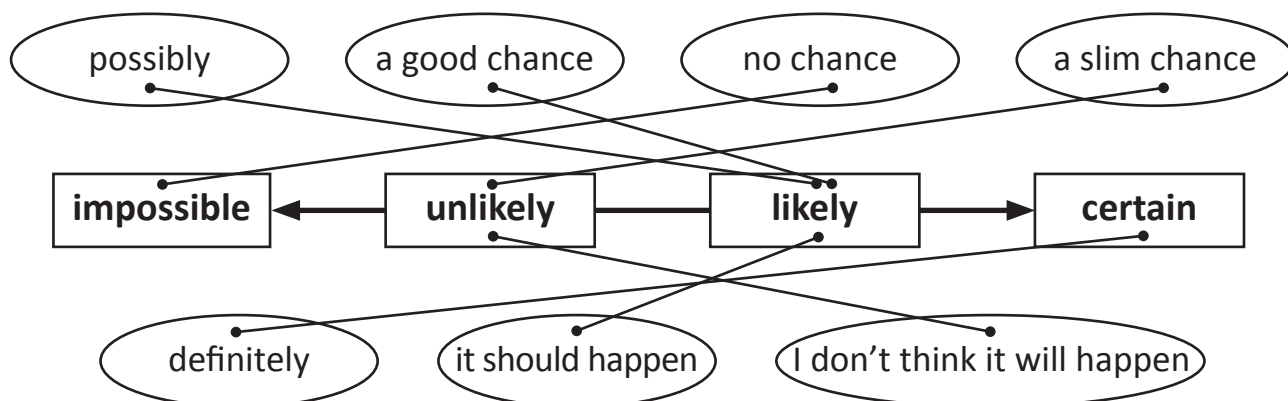 possibly a good chance no chance a slim chance
impossible unlikely likely certain
definitely it should happen I don’t think it will happen